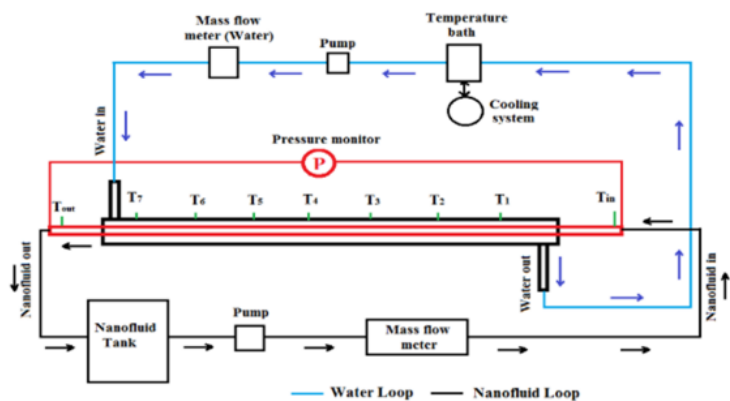 Mass flow
meter (Water)
Pump
Temperature
bath
Cooling
system
Water in
Pressure monitor
P
Tout
T7
T6
T5
T4
T3
T2
T1
Tin
Nanofluid out
Water out
Nanofluid in
Nanofluid
Tank
Pump
Mass flow
meter
Water Loop
Nanofluid Loop